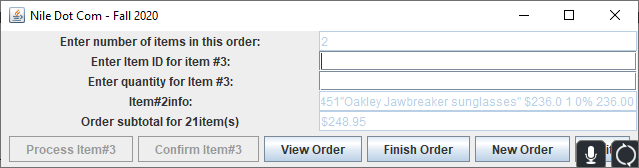 Nile Dot Com - Fall 2020
Enter number of items in this order: 2
Enter Item ID for item #3:
Enter quantity for Item #3:
Item#2info: 451"Oakley Jawbreaker sunglasses" $236.0 1 0% 236.00
Order subtotal for 21item(s) $248.95
Process Item#3 Confirm Item#3 View Order Finish Order New Order